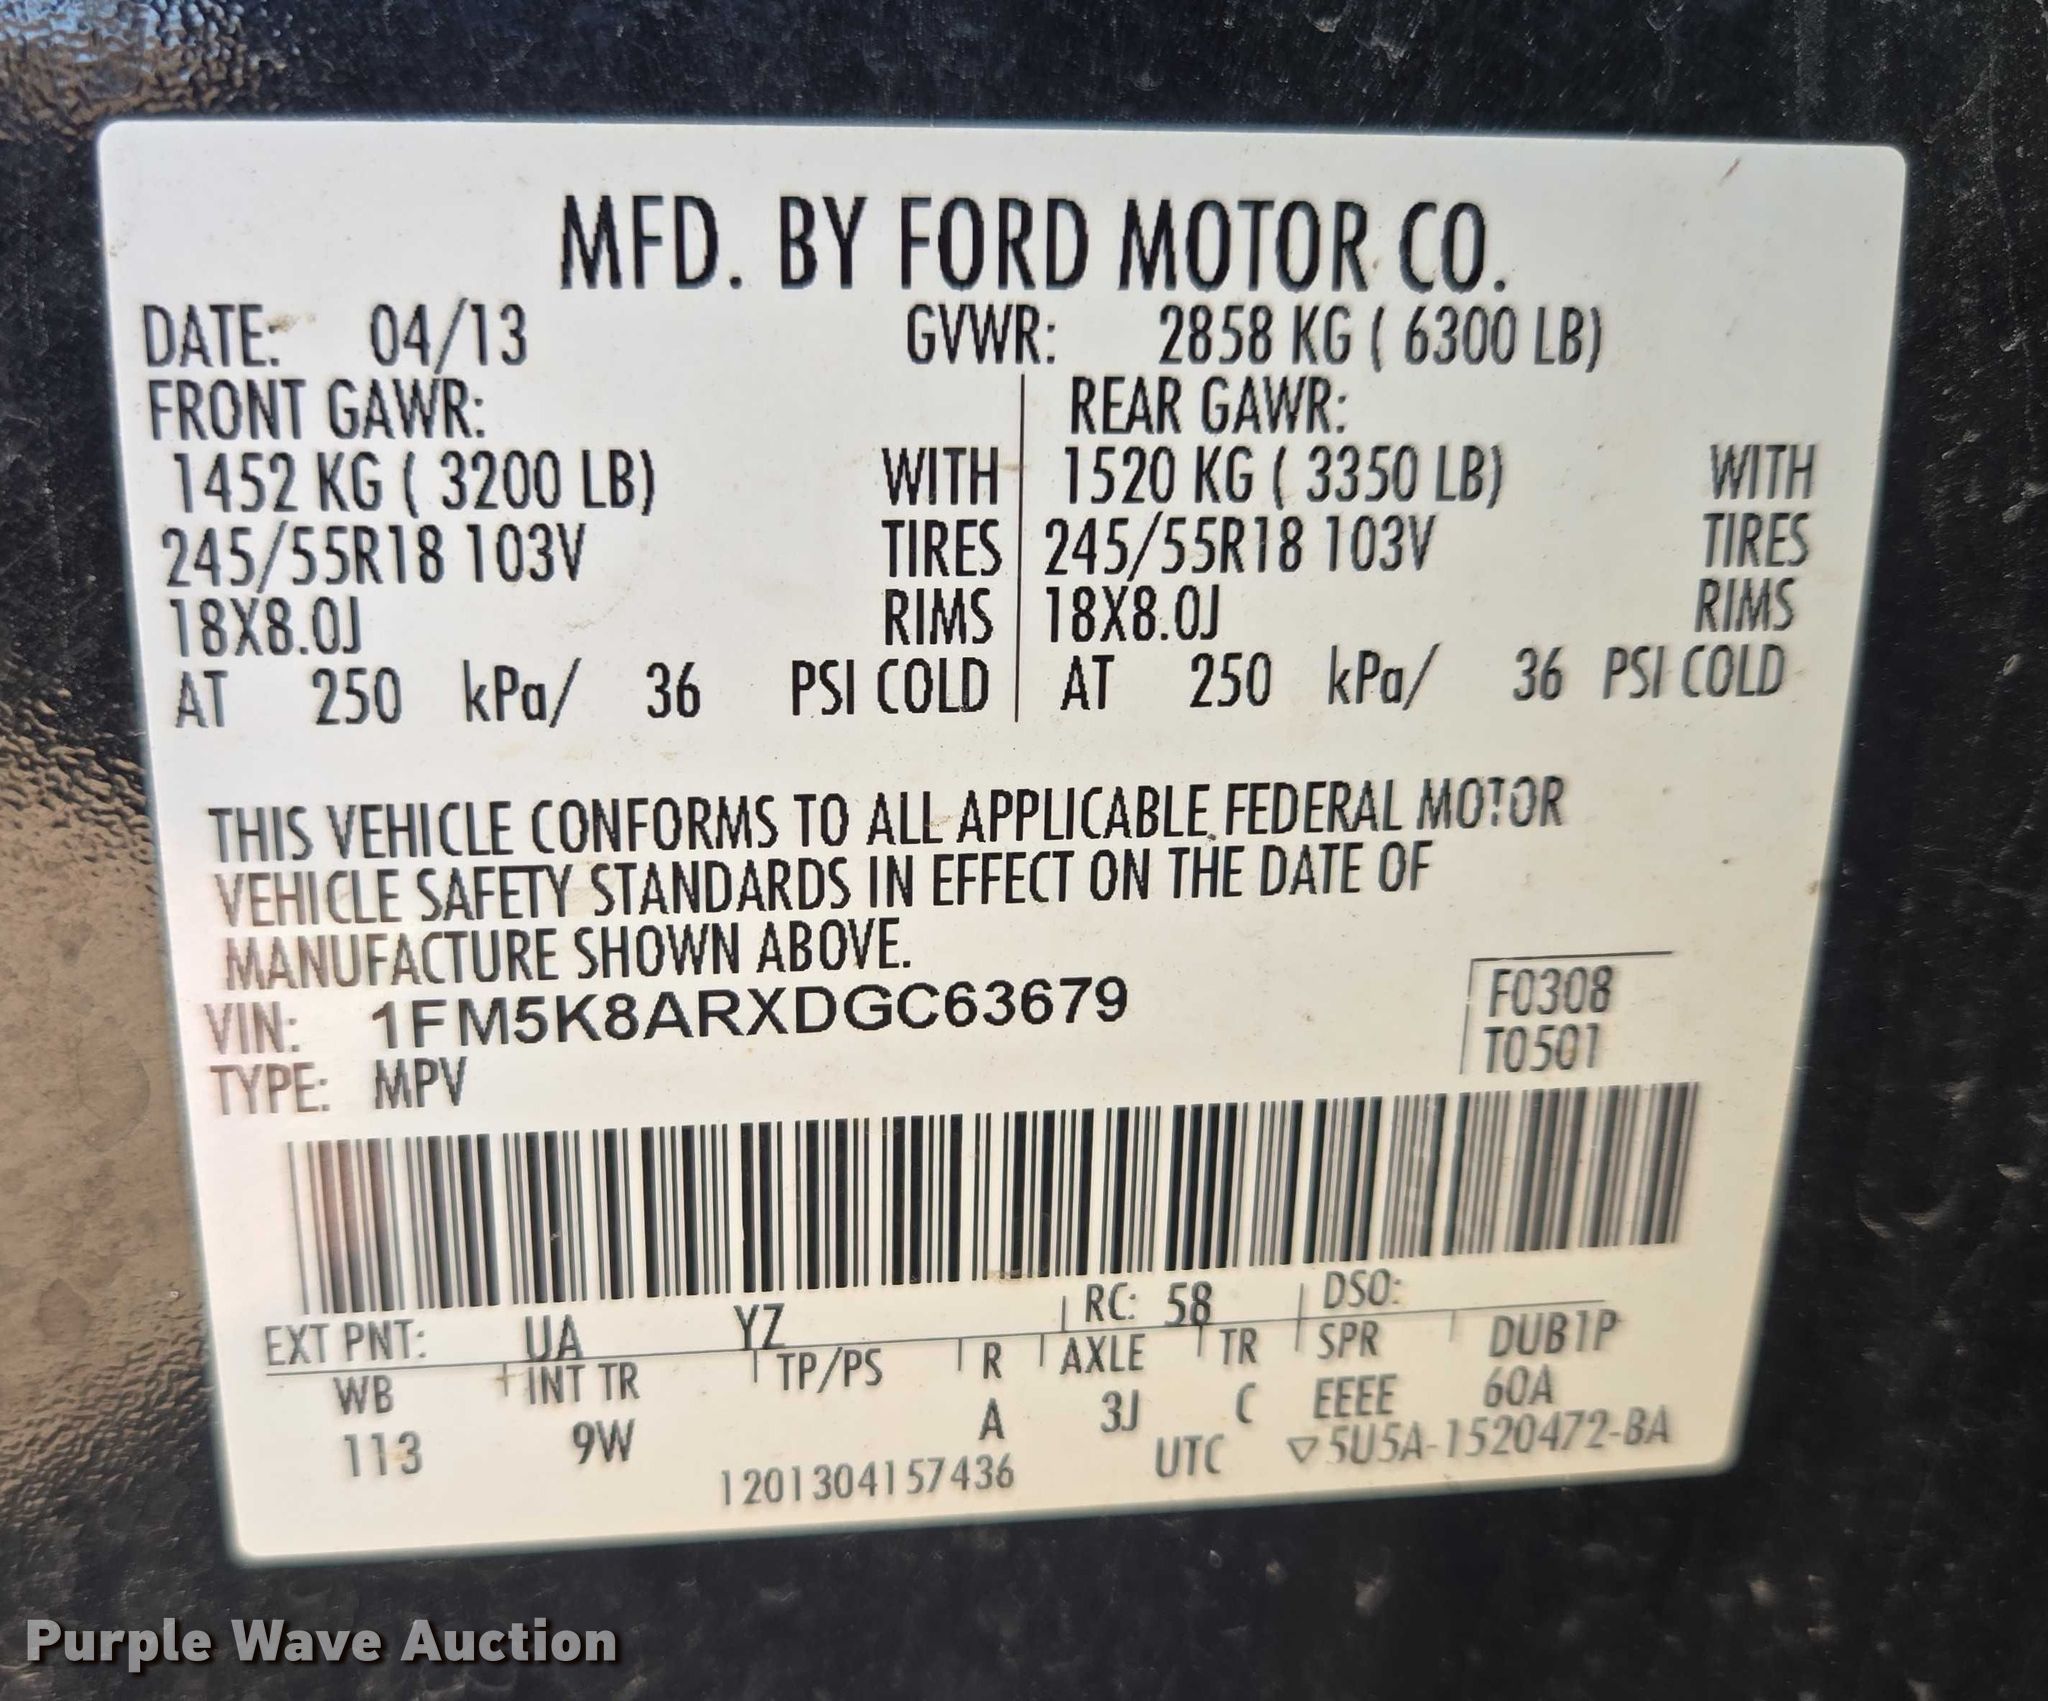 MFD. BY FORD MOTOR CO.
DATE: 04/13 GVWR: 2858 KG ( 6300 LB)
FRONT GAWR: REAR GAWR:
1452 KG ( 3200 LB) WITH 1520 KG ( 3350 LB) WITH
245/55R18 103V TIRES 245/55R18 103V TIRES
18X8.0J RIMS 18X8.0J RIMS
AT 250 kPa/ 36 PSI COLD AT 250 kPa/ 36 PSI COLD
THIS VEHICLE CONFORMS TO ALL APPLICABLE FEDERAL MOTOR
VEHICLE SAFETY STANDARDS IN EFFECT ON THE DATE OF
MANUFACTURE SHOWN ABOVE.
VIN: 1FM5K8ARXDGC63679 F0308
TYPE: MPV T0501
EXT PNT: UA YZ RC: 58 DSO:
WB INT TR TP/PS R AXLE TR SPR DUB1P
113 9W A 3J C EEEE 60A
1201304157436 UTC ▽5U5A-1520472-BA
Purple Wave Auction